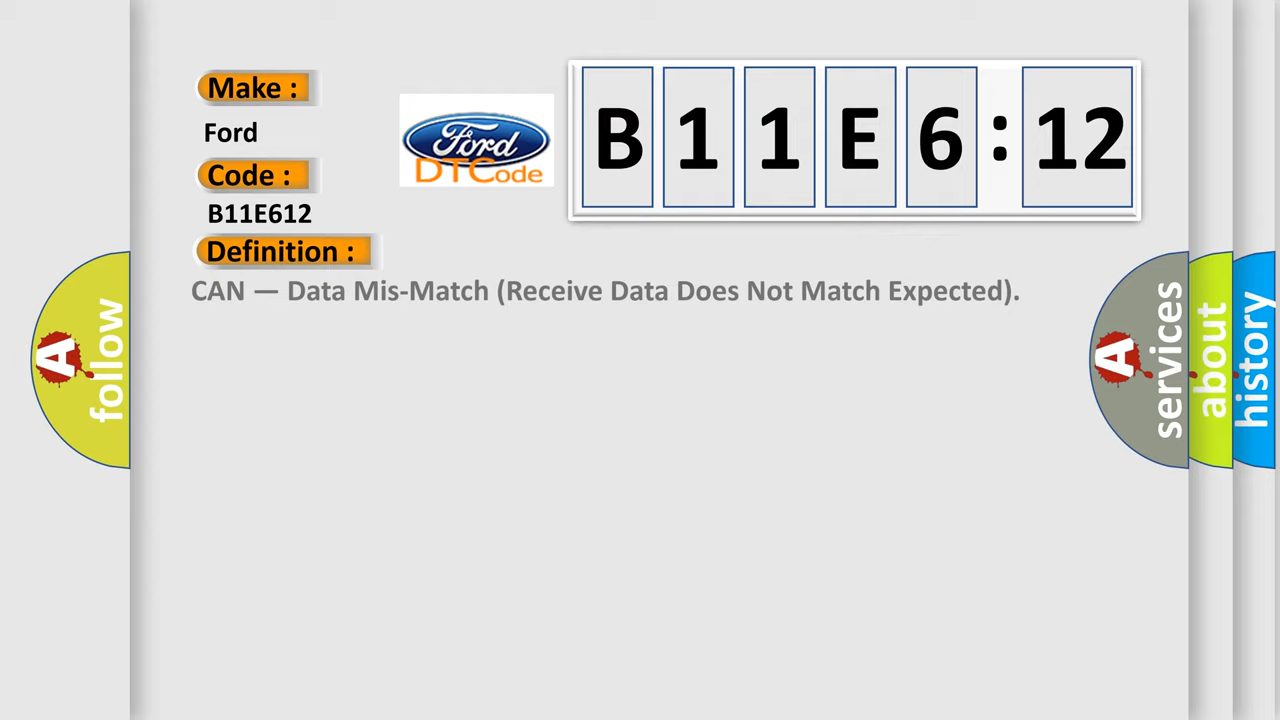 Make :
Ford
Code :
B11E612
Definition :
CAN — Data Mis-Match (Receive Data Does Not Match Expected).
Ford
DTCode
B 1 1 E 6 : 12
A follow
A services
about
history